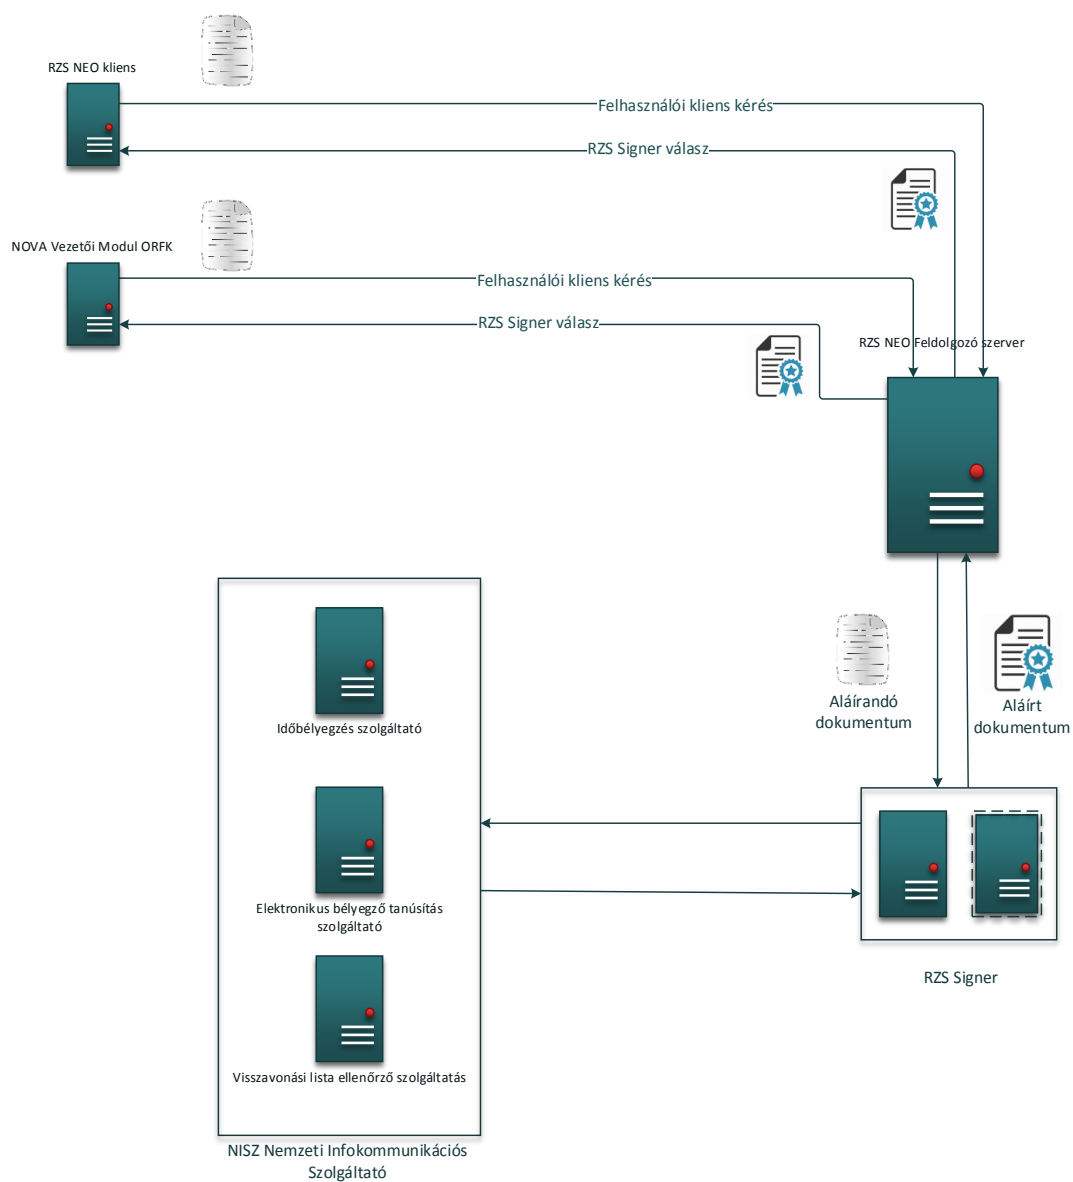 RZS NEO kliens
Felhasználói kliens kérés
RZS Signer válasz
NOVA Vezetői Modul ORFK
Felhasználói kliens kérés
RZS Signer válasz
RZS NEO Feldolgozó szerver
Aláírandó
dokumentum
Aláírt
dokumentum
Időbélyegzés szolgáltató
Elektronikus bélyegző tanúsítás
szolgáltató
RZS Signer
Visszavonási lista ellenőrző szolgáltatás
NISZ Nemzeti Infokommunikációs
Szolgáltató